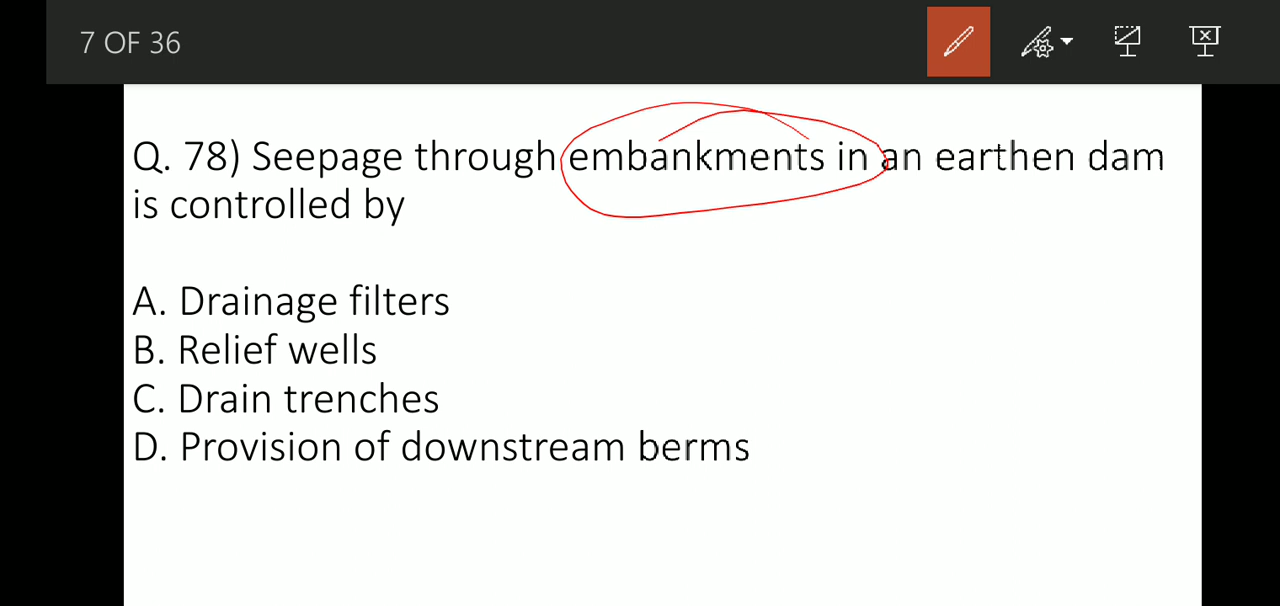 7 OF 36
Q. 78) Seepage through embankments in an earthen dam
is controlled by
A. Drainage filters
B. Relief wells
C. Drain trenches
D. Provision of downstream berms